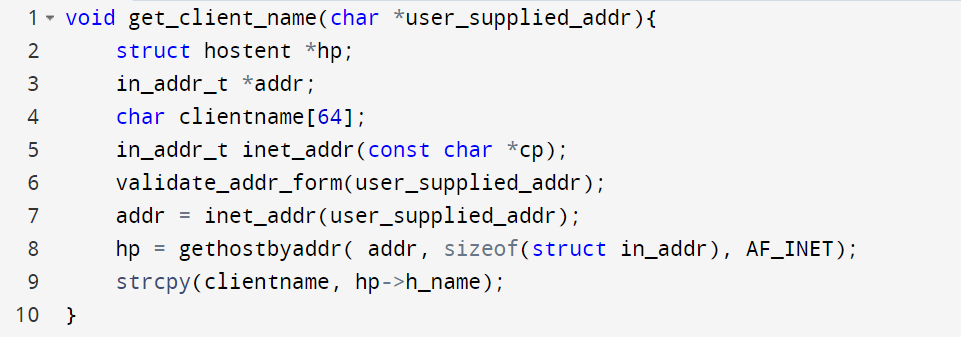 1 void get_client_name(char *user_supplied_addr){
2 struct hostent *hp;
3 in_addr_t *addr;
4 char clientname[64];
5 in_addr_t inet_addr(const char *cp);
6 validate_addr_form(user_supplied_addr);
7 addr = inet_addr(user_supplied_addr);
8 hp = gethostbyaddr( addr, sizeof(struct in_addr), AF_INET);
9 strcpy(clientname, hp->h_name);
10 }